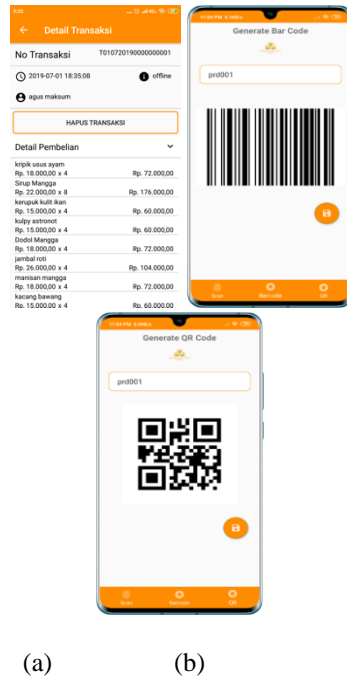 Detail Transaksi
No Transaksi T010720190000000001
2019-07-01 18:35:08 offline
agus maksum
HAPUS TRANSAKSI
Detail Pembelian
kripik usus ayam
Rp. 18.000,00 x 4 Rp. 72.000,00
Sirup Mangga
Rp. 22.000,00 x 8 Rp. 176.000,00
kerupuk kulit ikan
Rp. 15.000,00 x 4 Rp. 60.000,00
kulpy astronot
Rp. 15.000,00 x 4 Rp. 60.000,00
Dodol Mangga
Rp. 18.000,00 x 4 Rp. 72.000,00
jambal roti
Rp. 26.000,00 x 4 Rp. 104.000,00
manisan mangga
Rp. 18.000,00 x 4 Rp. 72.000,00
kacang bawang
Rp. 15.000,00 x 4 Rp. 60.000,00
Generate Bar Code
prd001
Scan Barcode QR
Generate QR Code
prd001
Scan Barcode QR
(a) (b)